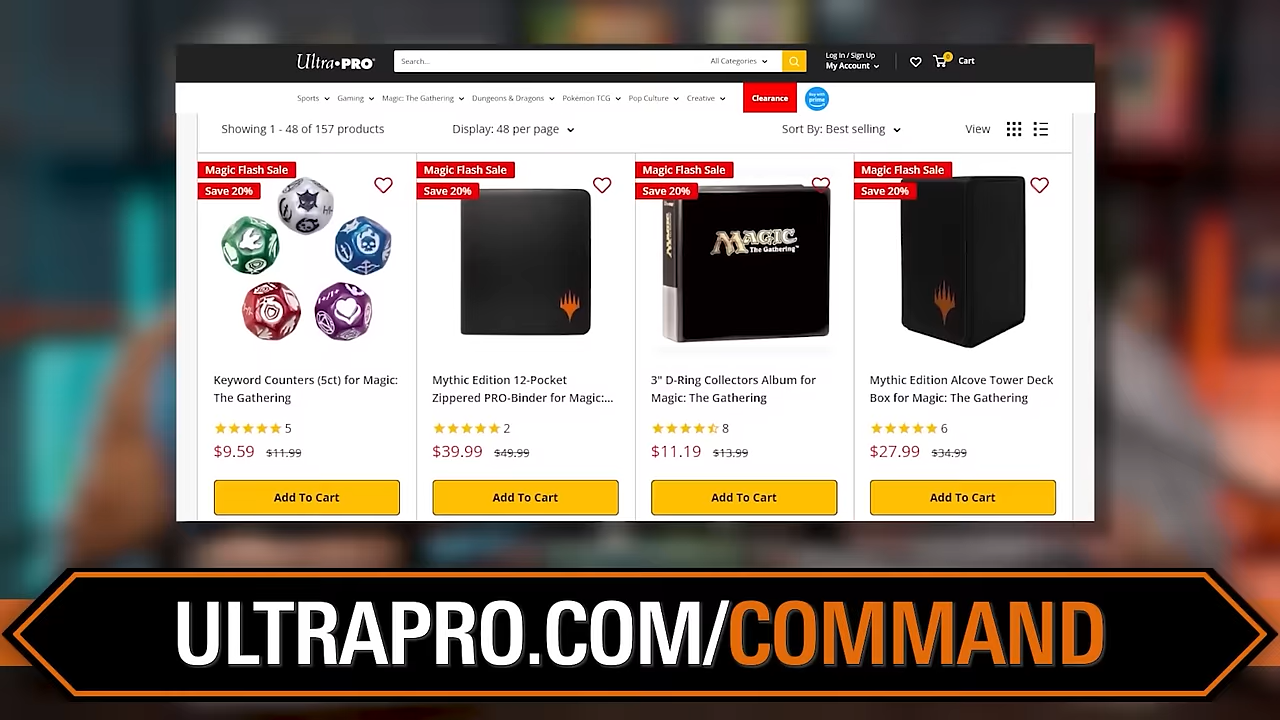 Ultra•PRO
Search...
All Categories
Log In / Sign Up
My Account
0
Cart
Sports
Gaming
Magic: The Gathering
Dungeons & Dragons
Pokémon TCG
Pop Culture
Creative
Clearance
Buy with
prime
Showing 1 - 48 of 157 products
Display: 48 per page
Sort By: Best selling
View
Magic Flash Sale
Save 20%
Keyword Counters (5ct) for Magic:
The Gathering
5
$9.59 $11.99
Add To Cart
Magic Flash Sale
Save 20%
Mythic Edition 12-Pocket
Zippered PRO-Binder for Magic:...
2
$39.99 $49.99
Add To Cart
Magic Flash Sale
Save 20%
MAGIC
MAGIC
The Gathering™
3" D-Ring Collectors Album for
Magic: The Gathering
8
$11.19 $13.99
Add To Cart
Magic Flash Sale
Save 20%
Mythic Edition Alcove Tower Deck
Box for Magic: The Gathering
6
$27.99 $34.99
Add To Cart
ULTRAPRO.COM/COMMAND